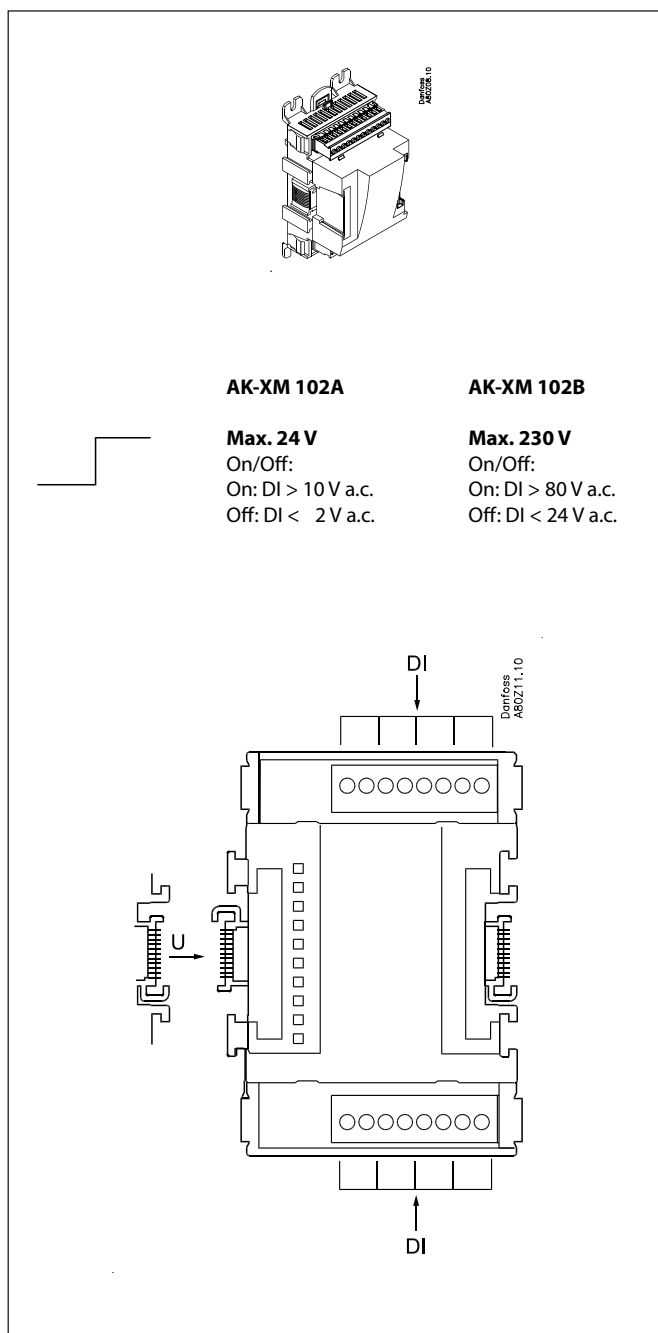 Danfoss
A80Z08.10
AK-XM 102A
Max. 24 V
On/Off:
On: DI > 10 V a.c.
Off: DI <   2 V a.c.
AK-XM 102B
Max. 230 V
On/Off:
On: DI > 80 V a.c.
Off: DI < 24 V a.c.
DI
Danfoss
A80Z11.10
U
DI